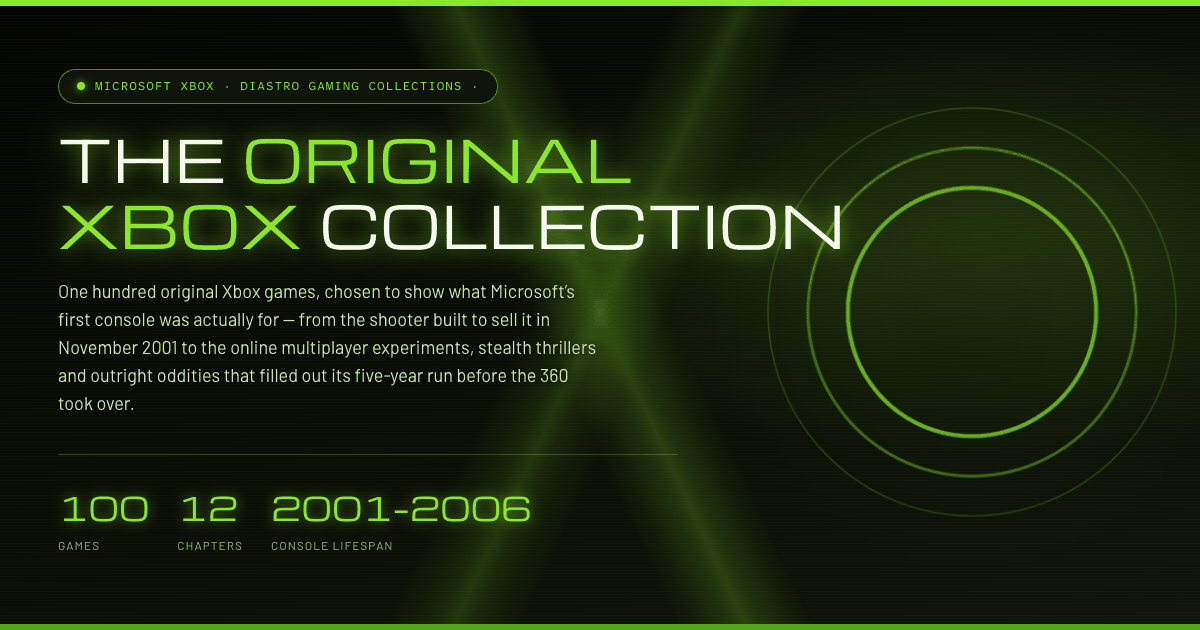 MICROSOFT XBOX · DIASTRO GAMING COLLECTIONS ·
THE ORIGINAL
XBOX COLLECTION
One hundred original Xbox games, chosen to show what Microsoft’s
first console was actually for — from the shooter built to sell it in
November 2001 to the online multiplayer experiments, stealth thrillers
and outright oddities that filled out its five-year run before the 360
took over.
100 12 2001–2006
GAMES CHAPTERS CONSOLE LIFESPAN